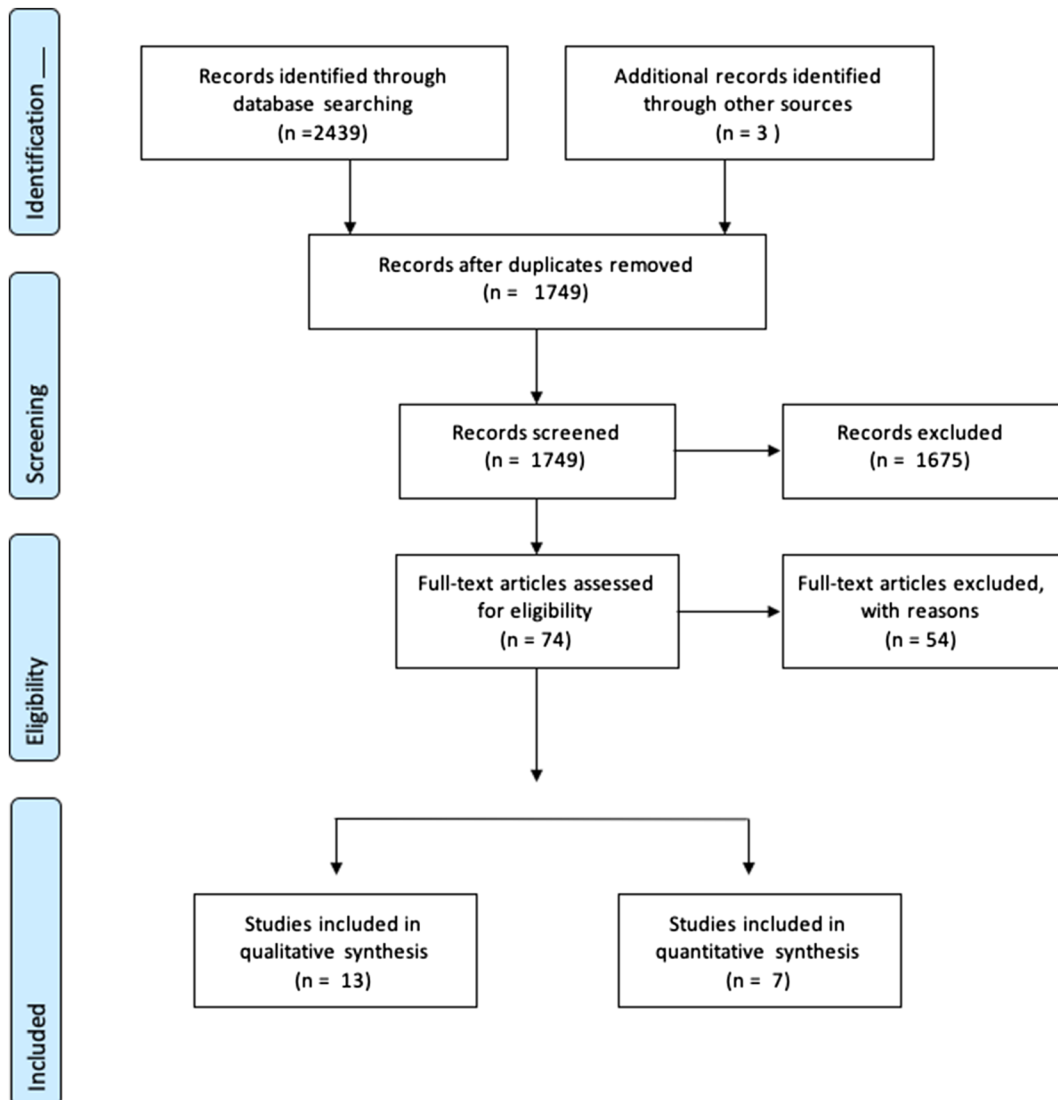 Identification __
Records identified through
database searching
(n =2439)
Additional records identified
through other sources
(n = 3 )
Records after duplicates removed
(n = 1749)
Screening
Records screened
(n = 1749)
Records excluded
(n = 1675)
Eligibility
Full-text articles assessed
for eligibility
(n = 74)
Full-text articles excluded,
with reasons
(n = 54)
Included
Studies included in
qualitative synthesis
(n = 13)
Studies included in
quantitative synthesis
(n = 7)